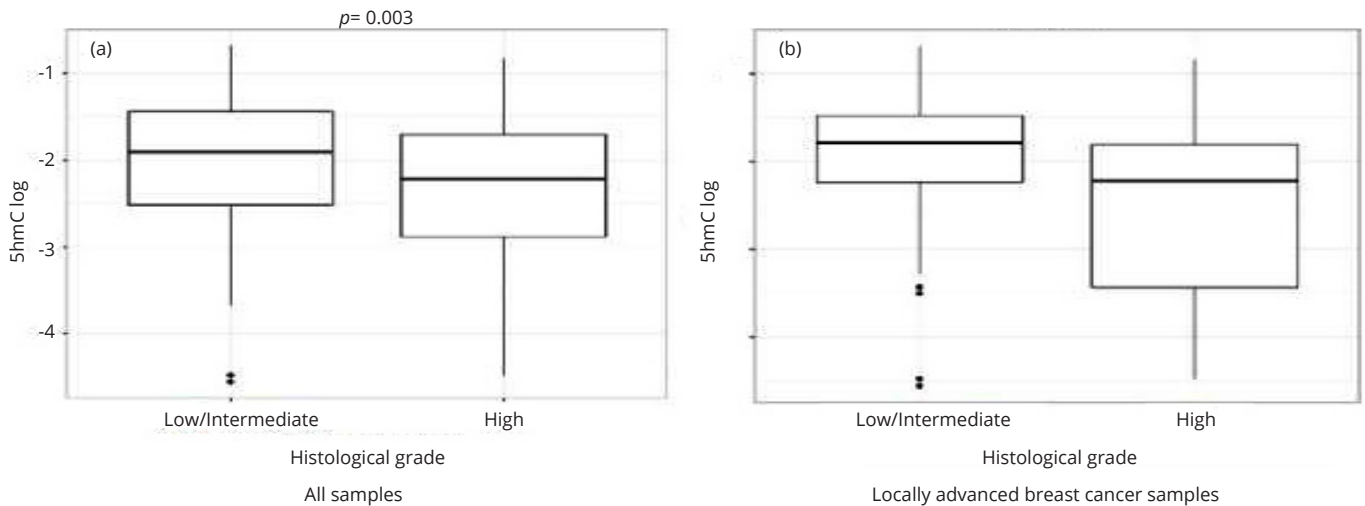 p= 0.003
(a)
-1
-2
-3
-4
5hmC log
Low/Intermediate
High
Histological grade
All samples
(b)
5hmC log
Low/Intermediate
High
Histological grade
Locally advanced breast cancer samples